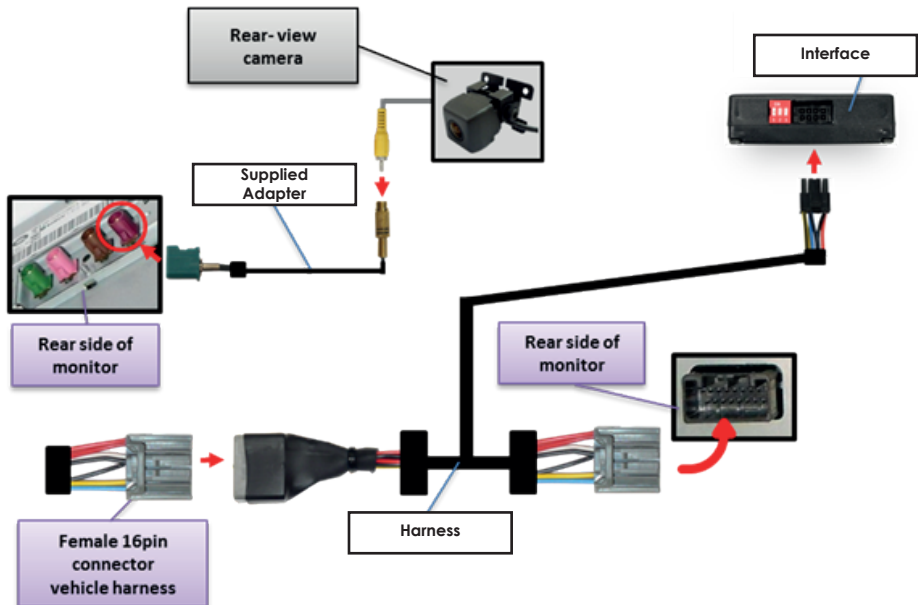 Rear- view
camera
Interface
Supplied
Adapter
Rear side of
monitor
Rear side of
monitor
Female 16pin
connector
vehicle harness
Harness